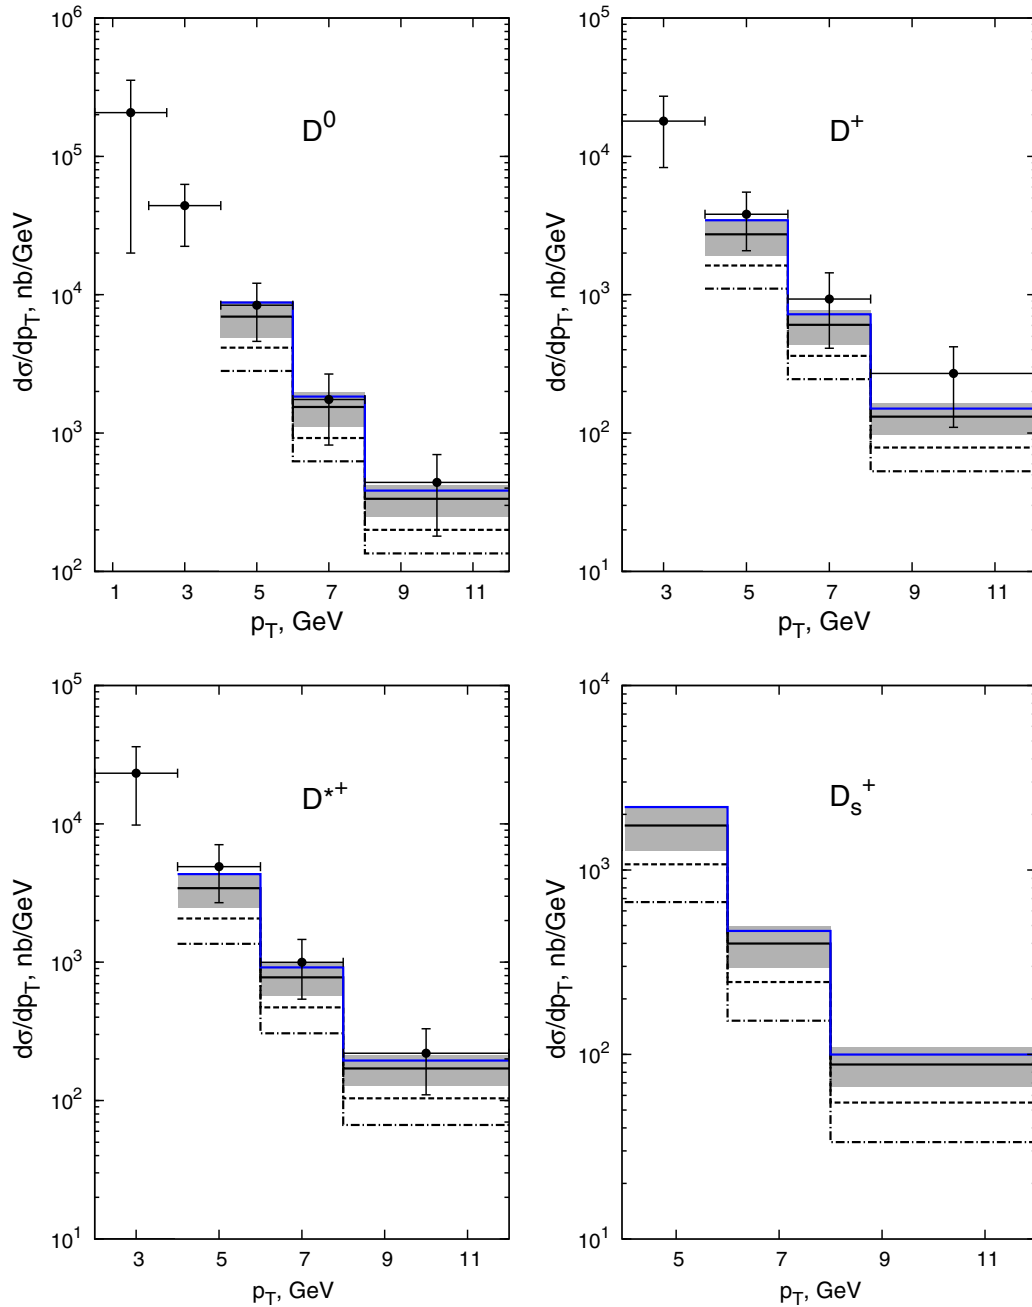 10^6
10^5
10^4
10^3
10^2
dσ/dp_T, nb/GeV
D^0
1 3 5 7 9 11
p_T, GeV
10^5
10^4
10^3
10^2
10^1
dσ/dp_T, nb/GeV
D^+
3 5 7 9 11
p_T, GeV
10^5
10^4
10^3
10^2
10^1
dσ/dp_T, nb/GeV
D*^+
3 5 7 9 11
p_T, GeV
10^4
10^3
10^2
10^1
dσ/dp_T, nb/GeV
D_s^+
5 7 9 11
p_T, GeV